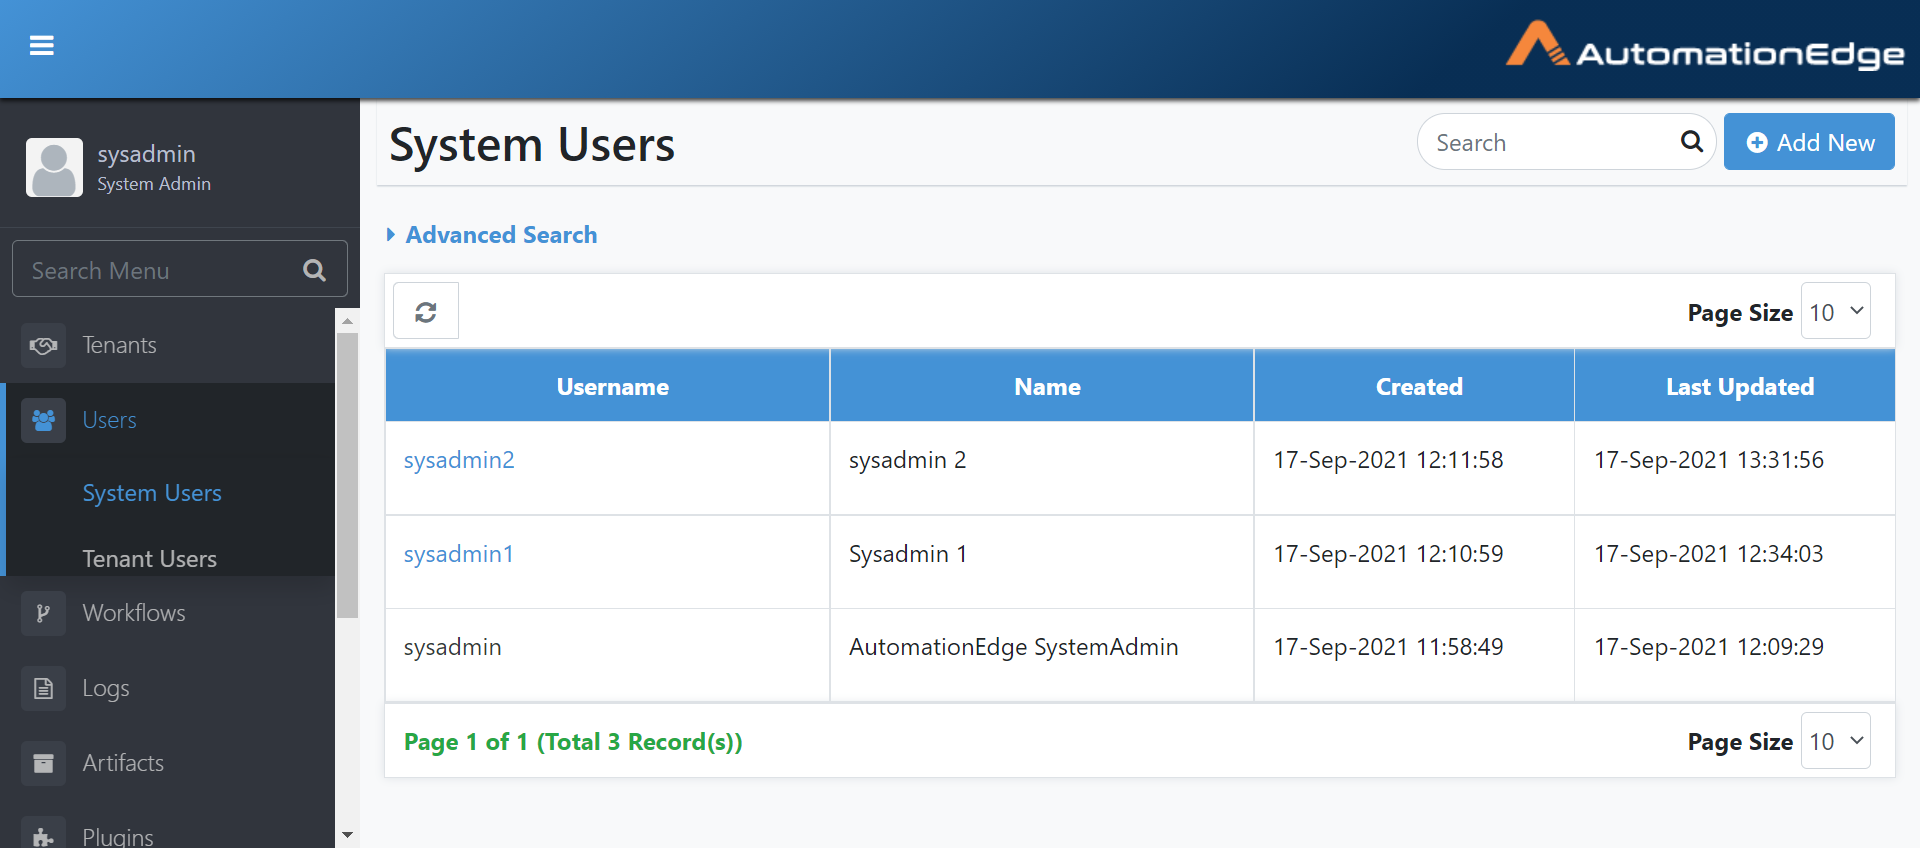 AutomationEdge
sysadmin
System Admin
Search Menu
Tenants
Users
System Users
Tenant Users
Workflows
Logs
Artifacts
Plugins
System Users
Search
Add New
Advanced Search
Page Size 10
Username Name Created Last Updated
sysadmin2 sysadmin 2 17-Sep-2021 12:11:58 17-Sep-2021 13:31:56
sysadmin1 Sysadmin 1 17-Sep-2021 12:10:59 17-Sep-2021 12:34:03
sysadmin AutomationEdge SystemAdmin 17-Sep-2021 11:58:49 17-Sep-2021 12:09:29
Page 1 of 1 (Total 3 Record(s)) Page Size 10